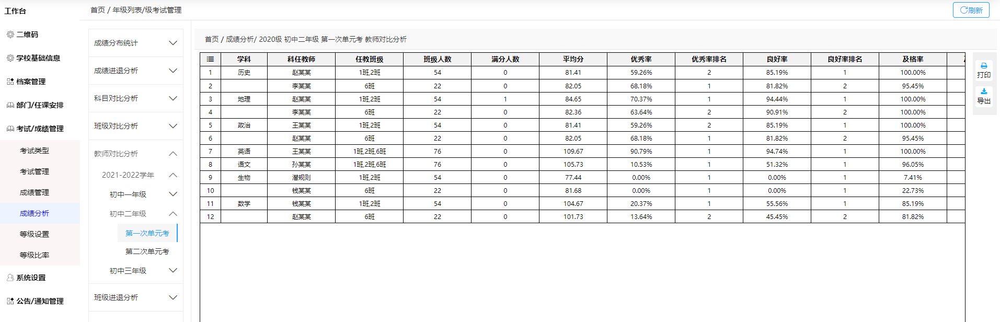 工作台
首页 / 年级列表/级考试管理
刷新
二维码
学校基础信息
档案管理
部门/任课安排
考试/成绩管理
考试类型
考试管理
成绩管理
成绩分析
等级设置
等级比率
系统设置
公告/通知管理
成绩分布统计
成绩进退分析
科目对比分析
班级对比分析
教师对比分析
2021-2022学年
初中一年级
初中二年级
第一次单元考
第二次单元考
初中三年级
班级进退分析
首页 / 成绩分析/ 2020级 初中二年级 第一次单元考 教师对比分析
学科 科任教师 任教班级 班级人数 满分人数 平均分 优秀率 优秀率排名 良好率 良好率排名 及格率
1 历史 赵某某 1班,2班 54 0 81.41 59.26% 2 85.19% 1 100.00%
2 李某某 6班 22 0 82.05 68.18% 1 81.82% 2 95.45%
3 地理 赵某某 1班,2班 54 1 84.65 70.37% 1 94.44% 1 100.00%
4 李某某 6班 22 0 82.36 63.64% 2 90.91% 2 100.00%
5 政治 王某某 1班,2班 54 0 81.41 59.26% 2 85.19% 1 100.00%
6 赵某某 6班 22 0 82.05 68.18% 1 81.82% 2 95.45%
7 英语 王某某 1班,2班,6班 76 0 109.67 90.79% 1 94.74% 1 100.00%
8 语文 孙某某 1班,2班,6班 76 0 105.73 10.53% 1 51.32% 1 96.05%
9 生物 潜规则 1班,2班 54 0 77.44 0.00% 1 0.00% 1 7.41%
10 钱某某 6班 22 0 81.68 0.00% 1 0.00% 1 22.73%
11 数学 钱某某 1班,2班 54 0 104.67 20.37% 1 55.56% 1 85.19%
12 赵某某 6班 22 0 101.73 13.64% 2 45.45% 2 81.82%
打印
导出